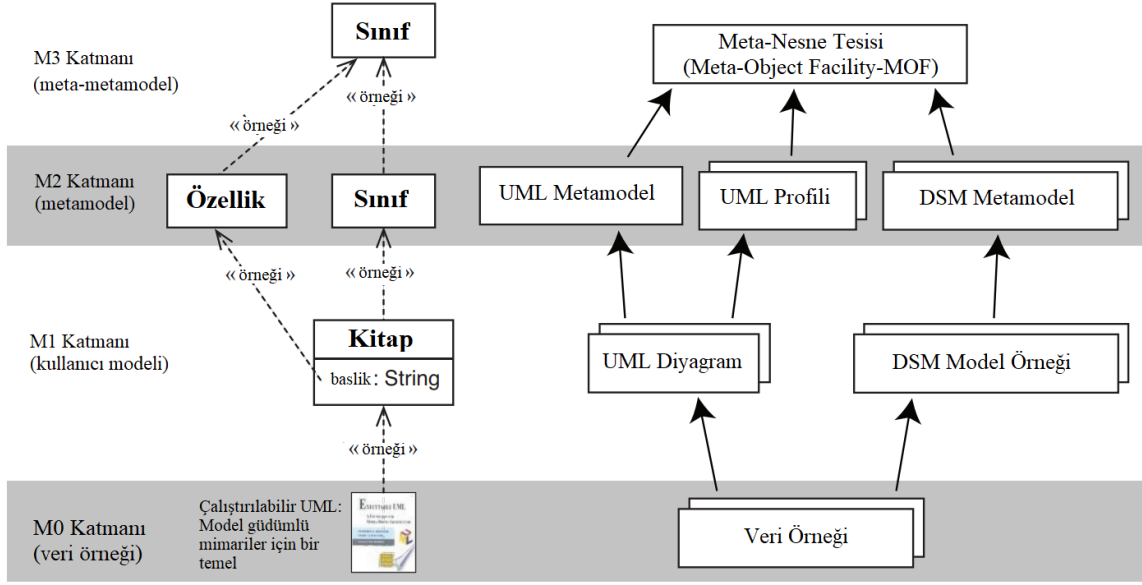 M3 Katmanı
(meta-metamodel)
Sınıf
Meta-Nesne Tesisi
(Meta-Object Facility-MOF)
« örneği »
« örneği »
M2 Katmanı
(metamodel)
Özellik
Sınıf
UML Metamodel
UML Profili
DSM Metamodel
« örneği »
« örneği »
M1 Katmanı
(kullanıcı modeli)
Kitap
baslik : String
UML Diyagram
DSM Model Örneği
« örneği »
M0 Katmanı
(veri örneği)
Çalıştırılabilir UML:
Model güdümlü
mimariler için bir
temel
EXECUTABLE UML
Veri Örneği